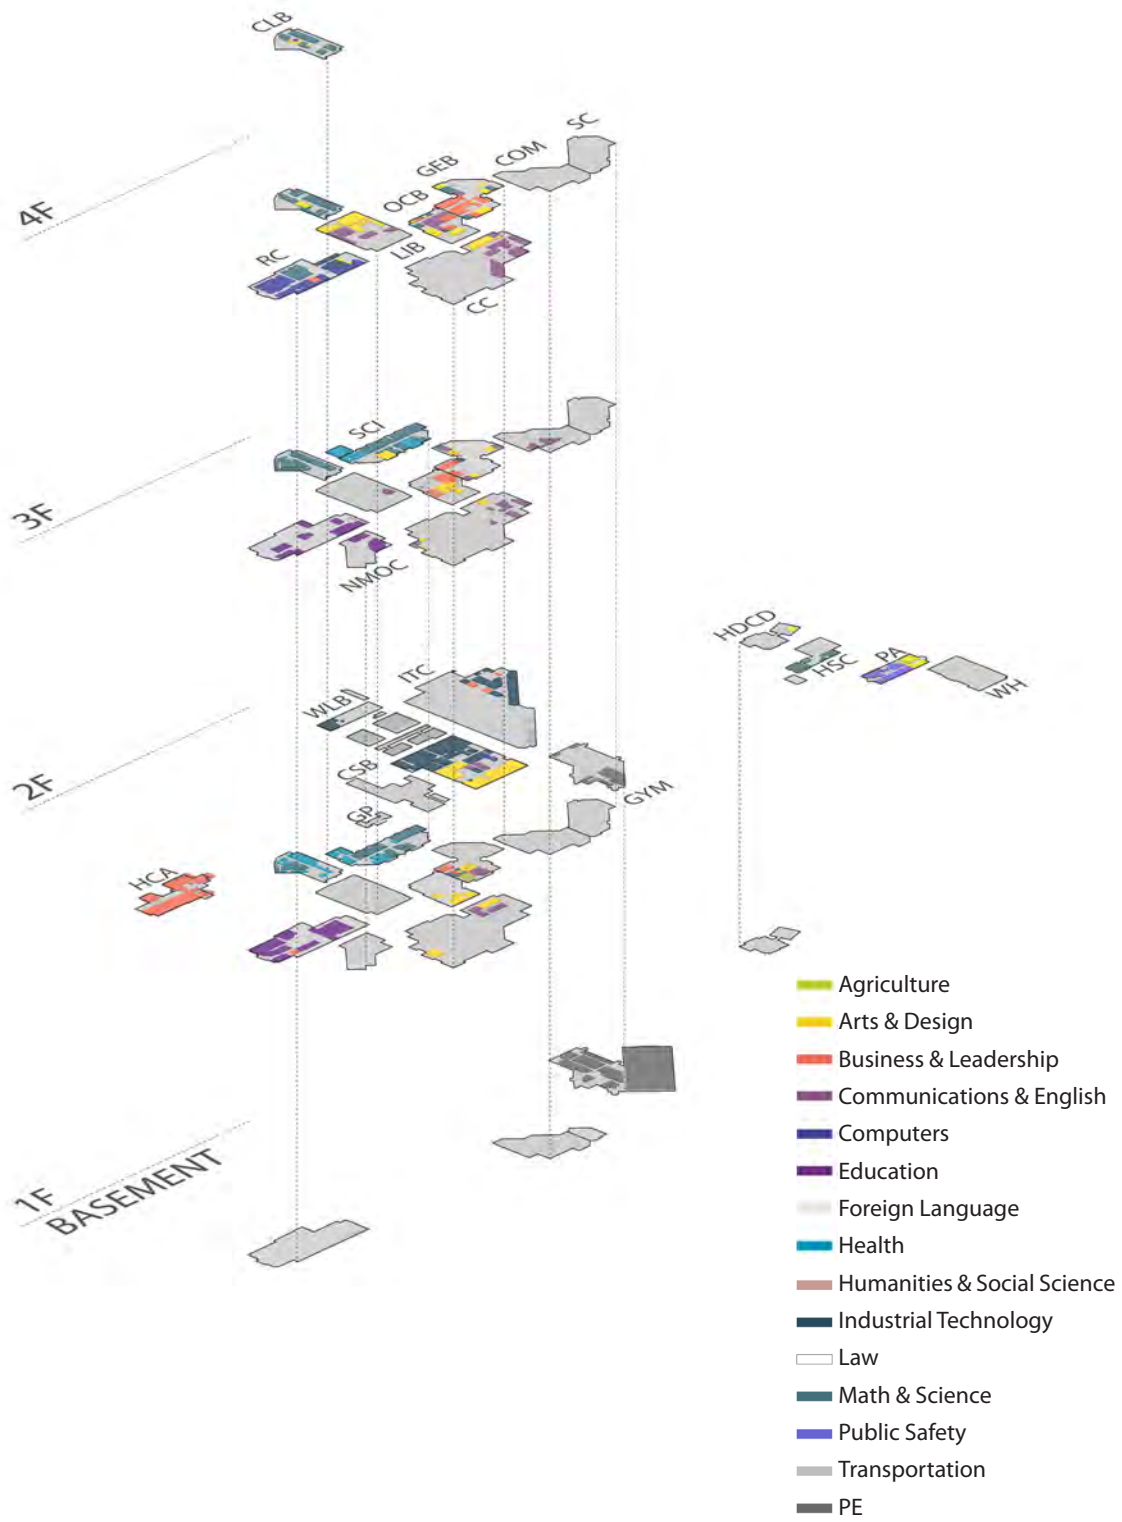 CLB
SC
COM
GEB
OCB
4F
LIB
RC
CC
SCI
3F
NMOC
HDCD
PA
HSC
WH
ITC
WLB
2F
CSB
GYM
GP
HCA
Agriculture
Arts & Design
Business & Leadership
Communications & English
Computers
Education
Foreign Language
Health
Humanities & Social Science
Industrial Technology
Law
Math & Science
Public Safety
Transportation
PE
1F
BASEMENT